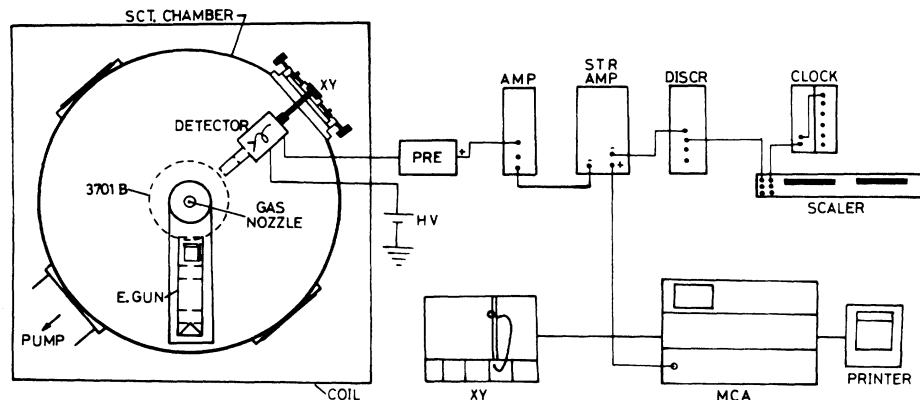 SCT. CHAMBER
XY
DETECTOR
3701 B
GAS
NOZZLE
E. GUN
PUMP
COIL
PRE
+
HV
AMP
STR
AMP
-
-
+
DISCR
CLOCK
SCALER
XY
MCA
PRINTER